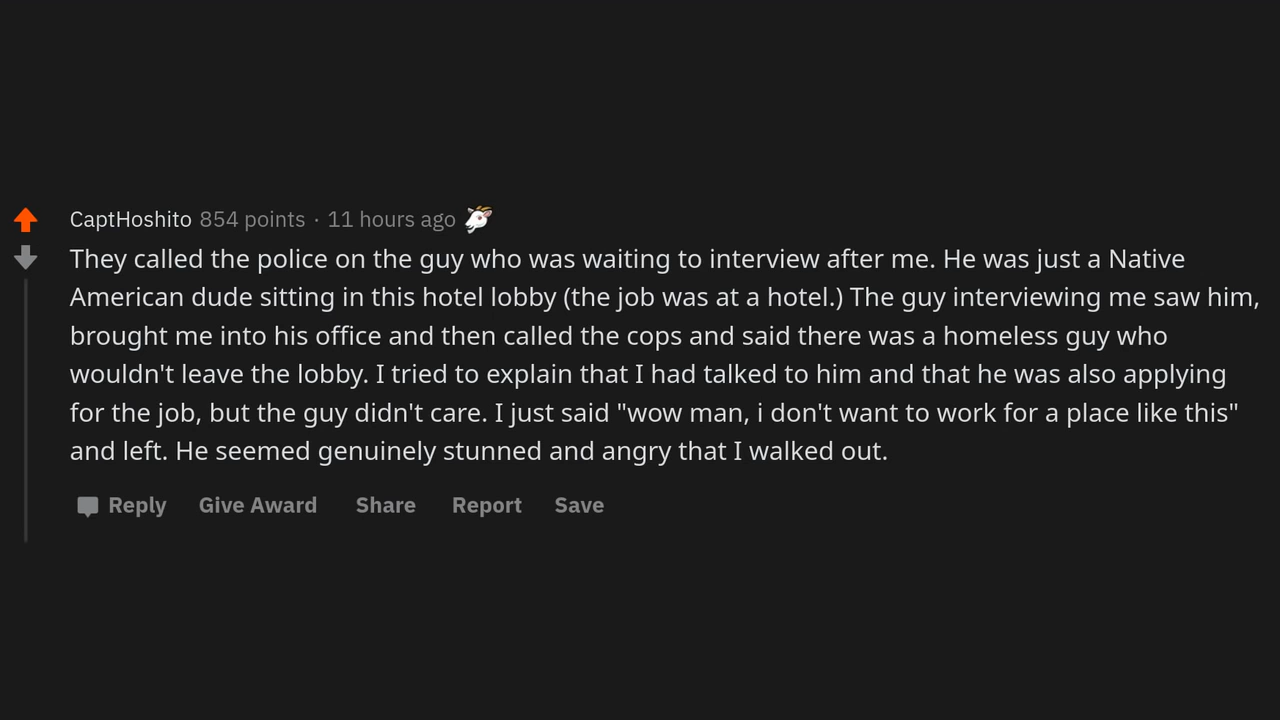 CaptHoshito 854 points · 11 hours ago
They called the police on the guy who was waiting to interview after me. He was just a Native
American dude sitting in this hotel lobby (the job was at a hotel.) The guy interviewing me saw him,
brought me into his office and then called the cops and said there was a homeless guy who
wouldn't leave the lobby. I tried to explain that I had talked to him and that he was also applying
for the job, but the guy didn't care. I just said "wow man, i don't want to work for a place like this"
and left. He seemed genuinely stunned and angry that I walked out.
Reply Give Award Share Report Save